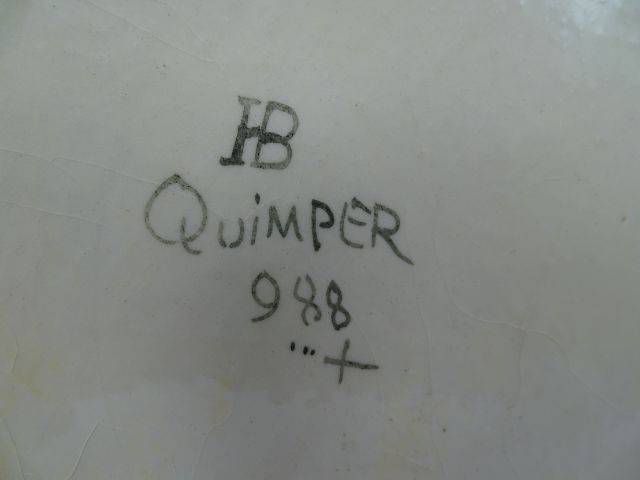 HB
QUiMPER
988
...+